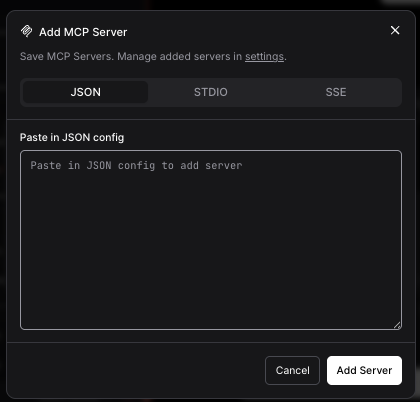 Add MCP Server
Save MCP Servers. Manage added servers in settings.
JSON
STDIO
SSE
Paste in JSON config
Paste in JSON config to add server
Cancel
Add Server